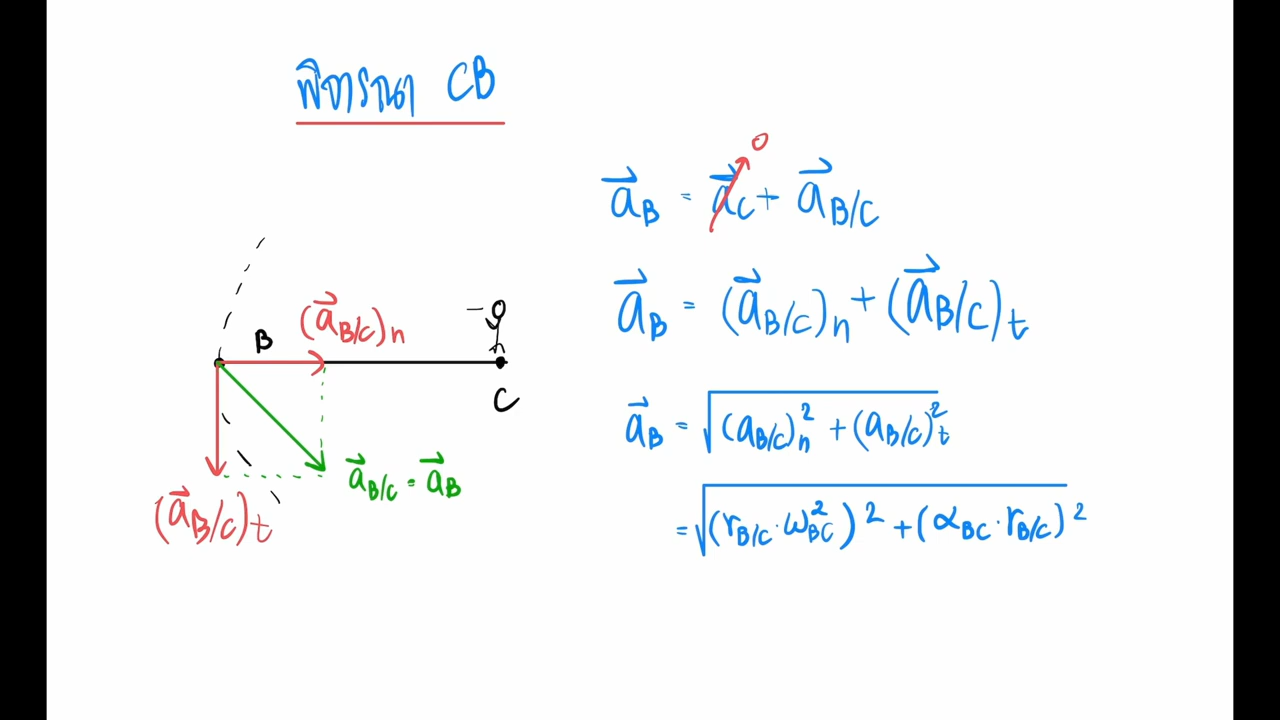 พิจารณา CB
a⃗B = a⃗C + a⃗B/C
0
a⃗B = (a⃗B/C)n + (a⃗B/C)t
B
(a⃗B/C)n
C
a⃗B = √((aB/C)n² + (aB/C)t²)
a⃗B/C = a⃗B
(a⃗B/C)t
= √((rB/C · ωBC²)² + (αBC · rB/C)²)